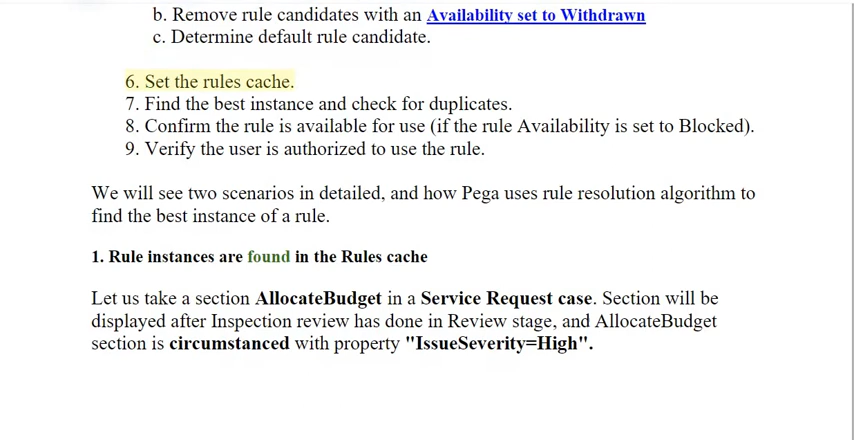 b. Remove rule candidates with an Availability set to Withdrawn
c. Determine default rule candidate.
6. Set the rules cache.
7. Find the best instance and check for duplicates.
8. Confirm the rule is available for use (if the rule Availability is set to Blocked).
9. Verify the user is authorized to use the rule.
We will see two scenarios in detailed, and how Pega uses rule resolution algorithm to
find the best instance of a rule.
1. Rule instances are found in the Rules cache
Let us take a section AllocateBudget in a Service Request case. Section will be
displayed after Inspection review has done in Review stage, and AllocateBudget
section is circumstanced with property "IssueSeverity=High".